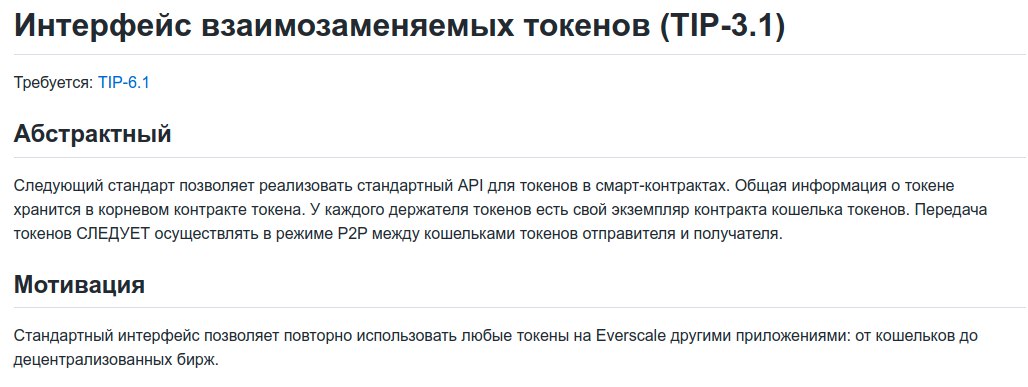 Интерфейс взаимозаменяемых токенов (TIP-3.1)
Требуется: TIP-6.1
Абстрактный
Следующий стандарт позволяет реализовать стандартный API для токенов в смарт-контрактах. Общая информация о токене
хранится в корневом контракте токена. У каждого держателя токенов есть свой экземпляр контракта кошелька токенов. Передача
токенов СЛЕДУЕТ осуществлять в режиме P2P между кошельками токенов отправителя и получателя.
Мотивация
Стандартный интерфейс позволяет повторно использовать любые токены на Everscale другими приложениями: от кошельков до
децентрализованных бирж.